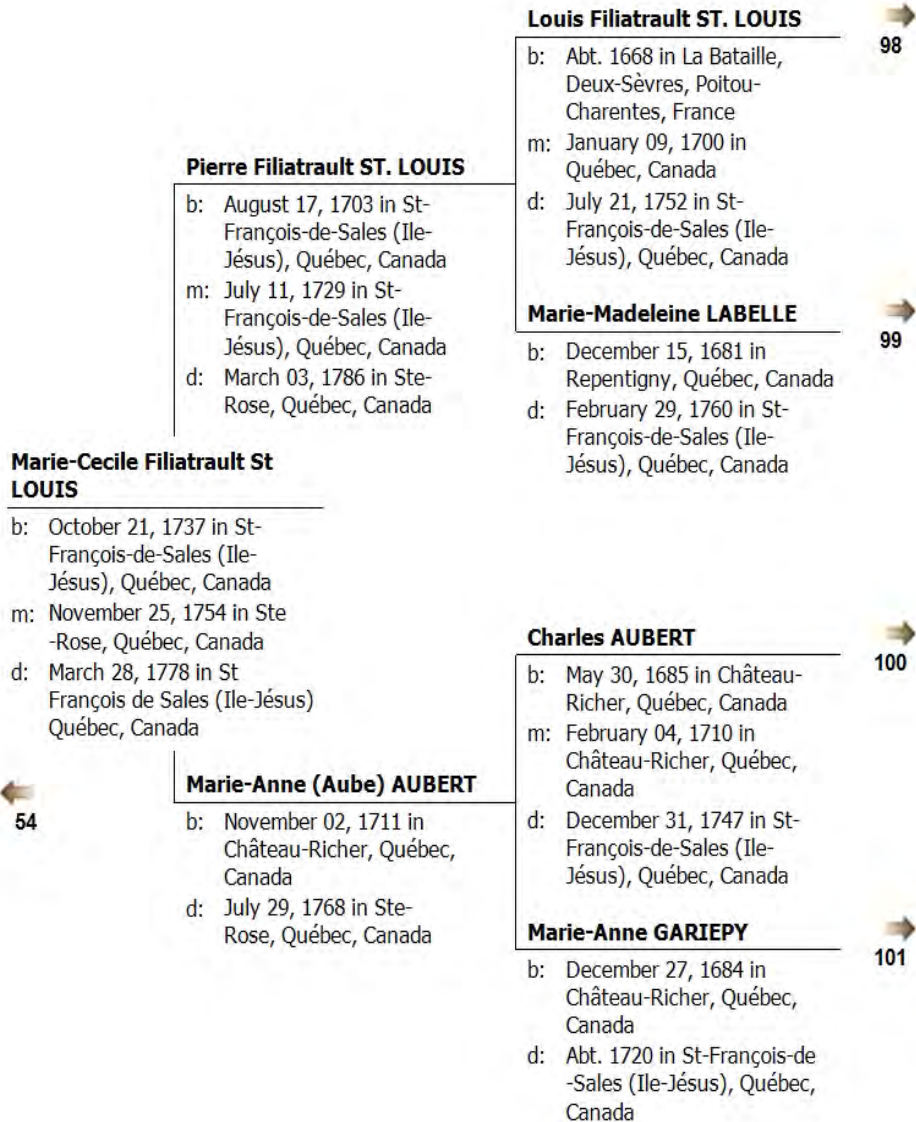 Louis Filiatrault ST. LOUIS
98
b: Abt. 1668 in La Bataille,
Deux-Sèvres, Poitou-
Charentes, France
m: January 09, 1700 in
Québec, Canada
d: July 21, 1752 in St-
François-de-Sales (Ile-
Jésus), Québec, Canada
Pierre Filiatrault ST. LOUIS
b: August 17, 1703 in St-
François-de-Sales (Ile-
Jésus), Québec, Canada
m: July 11, 1729 in St-
François-de-Sales (Ile-
Jésus), Québec, Canada
d: March 03, 1786 in Ste-
Rose, Québec, Canada
Marie-Madeleine LABELLE
99
b: December 15, 1681 in
Repentigny, Québec, Canada
d: February 29, 1760 in St-
François-de-Sales (Ile-
Jésus), Québec, Canada
Marie-Cecile Filiatrault St
LOUIS
b: October 21, 1737 in St-
François-de-Sales (Ile-
Jésus), Québec, Canada
m: November 25, 1754 in Ste
-Rose, Québec, Canada
d: March 28, 1778 in St
François de Sales (Ile-Jésus)
Québec, Canada
54
Charles AUBERT
100
b: May 30, 1685 in Château-
Richer, Québec, Canada
m: February 04, 1710 in
Château-Richer, Québec,
Canada
d: December 31, 1747 in St-
François-de-Sales (Ile-
Jésus), Québec, Canada
Marie-Anne (Aube) AUBERT
b: November 02, 1711 in
Château-Richer, Québec,
Canada
d: July 29, 1768 in Ste-
Rose, Québec, Canada
Marie-Anne GARIEPY
101
b: December 27, 1684 in
Château-Richer, Québec,
Canada
d: Abt. 1720 in St-François-de
-Sales (Ile-Jésus), Québec,
Canada